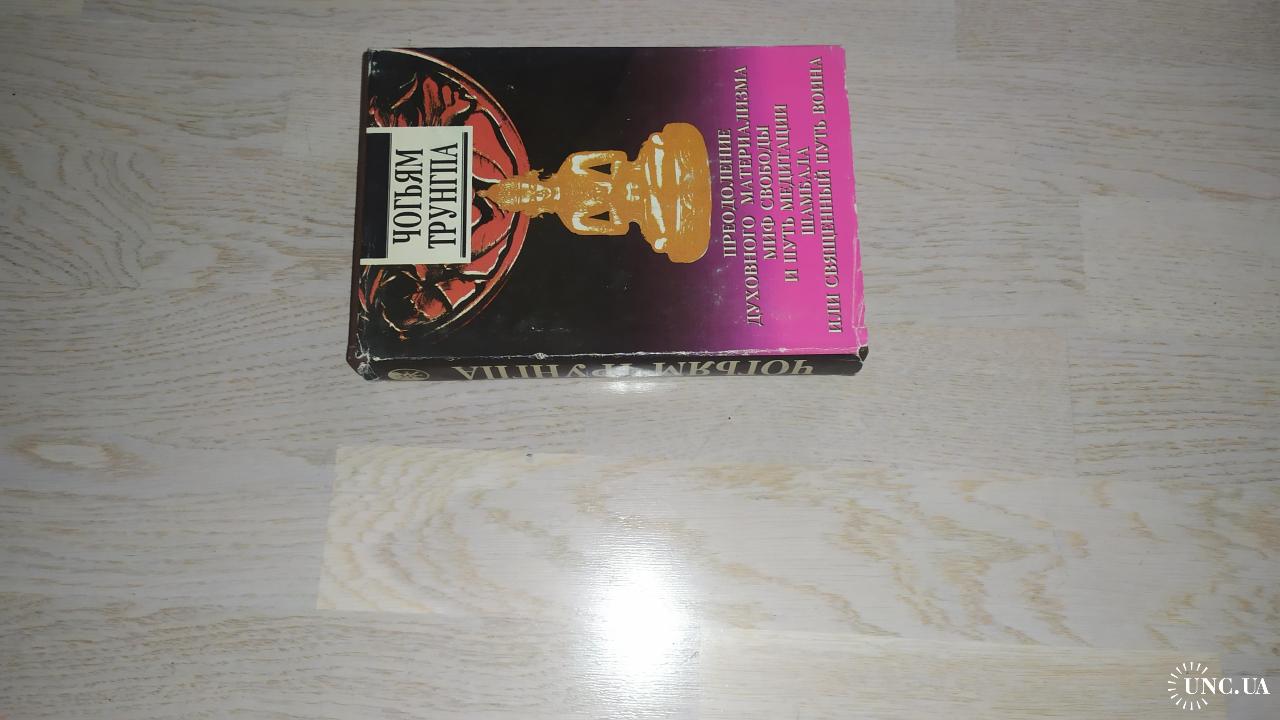 ЧОГЬЯМ
ТРУНГПА
ПРЕОДОЛЕНИЕ
ДУХОВНОГО МАТЕРИАЛИЗМА
МИФ СВОБОДЫ
И ПУТЬ МЕДИТАЦИИ
ШАМБАЛА
ИЛИ СВЯЩЕННЫЙ ПУТЬ ВОИНА
ЧОГЬЯМ ТРУНГПА
UNC.UA